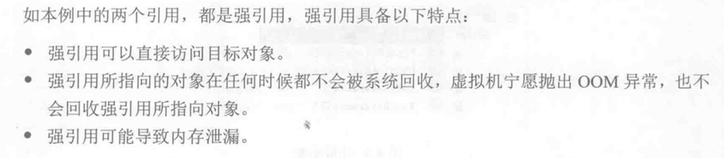 如本例中的两个引用，都是强引用，强引用具备以下特点：
● 强引用可以直接访问目标对象。
● 强引用所指向的对象在任何时候都不会被系统回收，虚拟机宁愿抛出 OOM 异常，也不
会回收强引用所指向对象。
● 强引用可能导致内存泄漏。